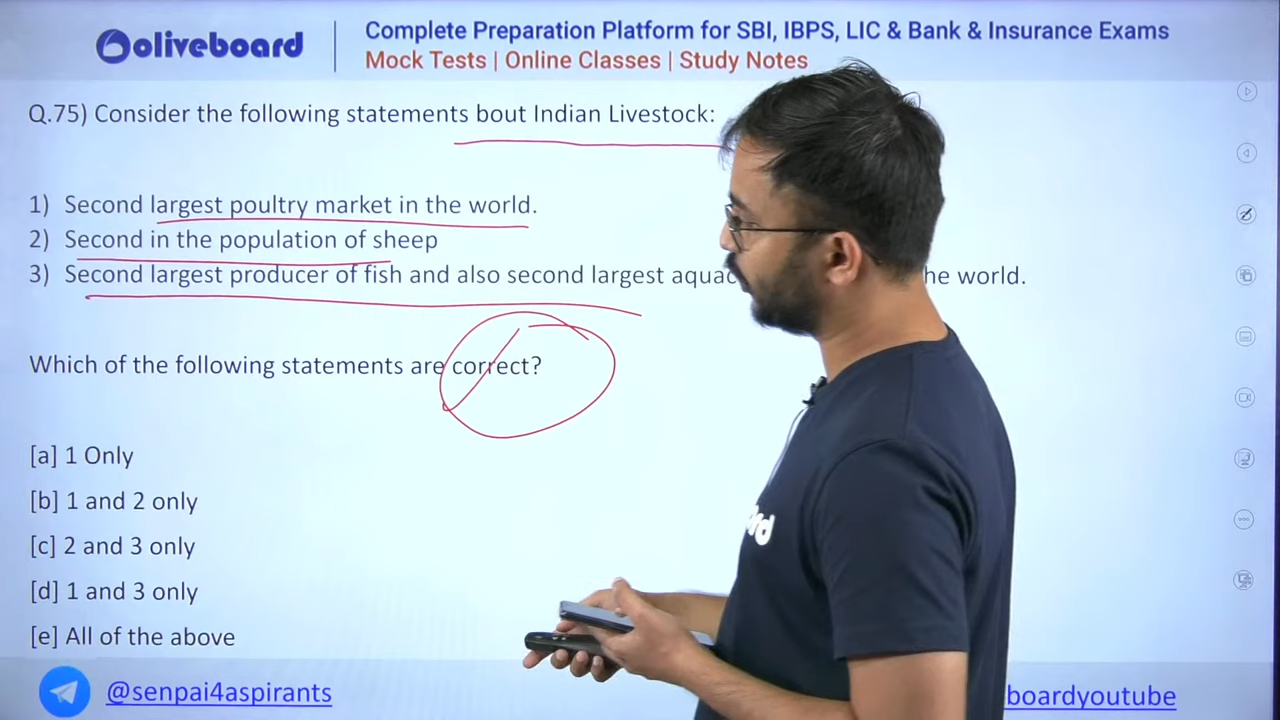 oliveboard
Complete Preparation Platform for SBI, IBPS, LIC & Bank & Insurance Exams
Mock Tests | Online Classes | Study Notes
Q.75) Consider the following statements bout Indian Livestock:
1) Second largest poultry market in the world.
2) Second in the population of sheep
3) Second largest producer of fish and also second largest world.
Which of the following statements are correct?
[a] 1 Only
[b] 1 and 2 only
[c] 2 and 3 only
[d] 1 and 3 only
[e] All of the above
@senpai4aspirants